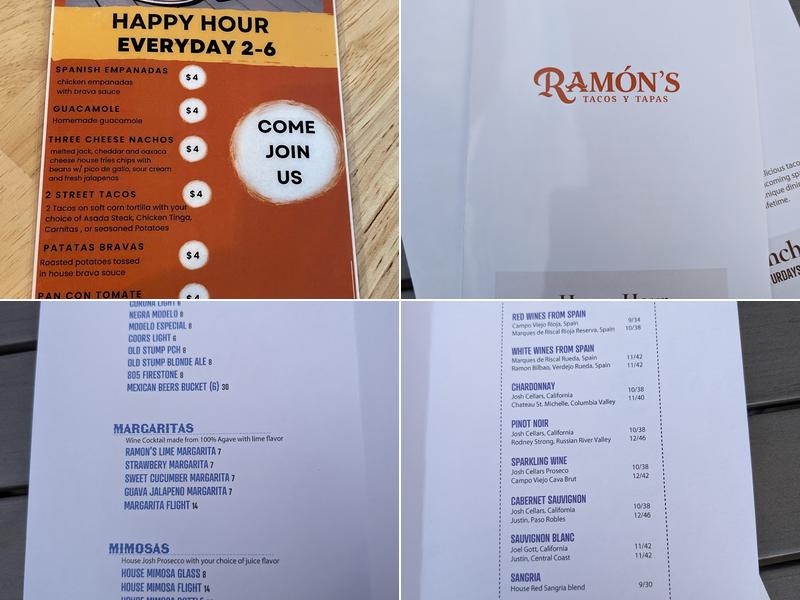 HAPPY HOUR
EVERYDAY 2-6
SPANISH EMPANADAS
$4
chicken empanadas
with brava sauce
GUACAMOLE
$4
Homemade guacamole
THREE CHEESE NACHOS
$4
melted jack, cheddar and oaxaca
cheese house fries chips with
beans w/ pico de gallo, sour cream
and fresh jalapenos
2 STREET TACOS
$4
2 Tacos on soft corn tortilla with your
choice of Asada Steak, Chicken Tinga,
Carnitas , or seasoned Potatoes
PATATAS BRAVAS
$4
Roasted potatoes tossed
in house brava sauce
PAN CON TOMATE
$4
COME
JOIN
US
RAMÓN'S
TACOS Y TAPAS
CORONA LIGHT 6
NEGRA MODELO 8
MODELO ESPECIAL 8
COORS LIGHT 6
OLD STUMP PCH 8
OLD STUMP BLONDE ALE 8
805 FIRESTONE 8
MEXICAN BEERS BUCKET (6) 30
MARGARITAS
Wine Cocktail made from 100% Agave with lime flavor
RAMON'S LIME MARGARITA 7
STRAWBERY MARGARITA 7
SWEET CUCUMBER MARGARITA 7
GUAVA JALAPENO MARGARITA 7
MARGARITA FLIGHT 14
MIMOSAS
House Josh Prosecco with your choice of juice flavor
HOUSE MIMOSA GLASS 8
HOUSE MIMOSA FLIGHT 14
RED WINES FROM SPAIN
Campo Viejo Rioja, Spain 9/34
Marques de Riscal Rioja Reserva, Spain 10/38
WHITE WINES FROM SPAIN
Marques de Riscal Rueda, Spain 11/42
Ramon Bilbao, Verdejo Rueda, Spain 11/42
CHARDONNAY
Josh Cellars, California 10/38
Chateau St. Michelle, Columbia Valley 11/40
PINOT NOIR
Josh Cellars, California 10/38
Rodney Strong, Russian River Valley 12/46
SPARKLING WINE
Josh Cellars Proseco 10/38
Campo Viejo Cava Brut 12/42
CABERNET SAUVIGNON
Josh Cellars, California 10/38
Justin, Paso Robles 12/46
SAUVIGNON BLANC
Joel Gott, California 11/42
Justin, Central Coast 11/42
SANGRIA
House Red Sangria blend 9/30